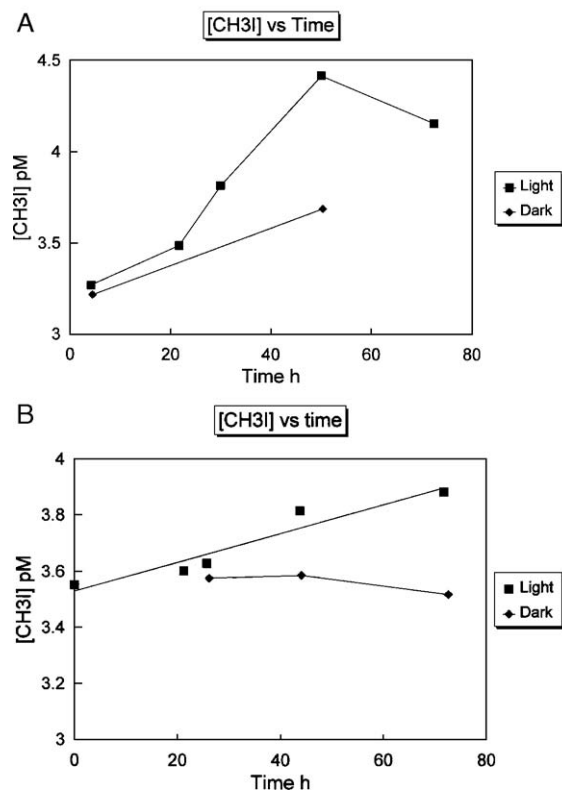 A
[CH3I] vs Time
4.5
4
3.5
3
[CH3I] pM
0 20 40 60 80
Time h
Light
Dark
B
[CH3I] vs time
4
3.8
3.6
3.4
3.2
3
[CH3I] pM
0 20 40 60 80
Time h
Light
Dark